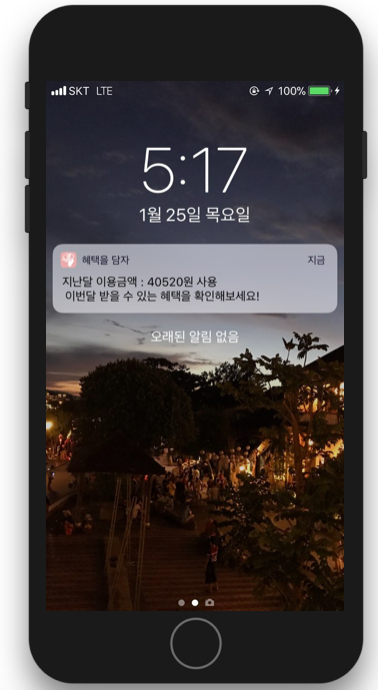 SKT LTE 100%
5:17
1월 25일 목요일
혜택을 담자 지금
지난달 이용금액 : 40520원 사용
이번달 받을 수 있는 혜택을 확인해보세요!
오래된 알림 없음